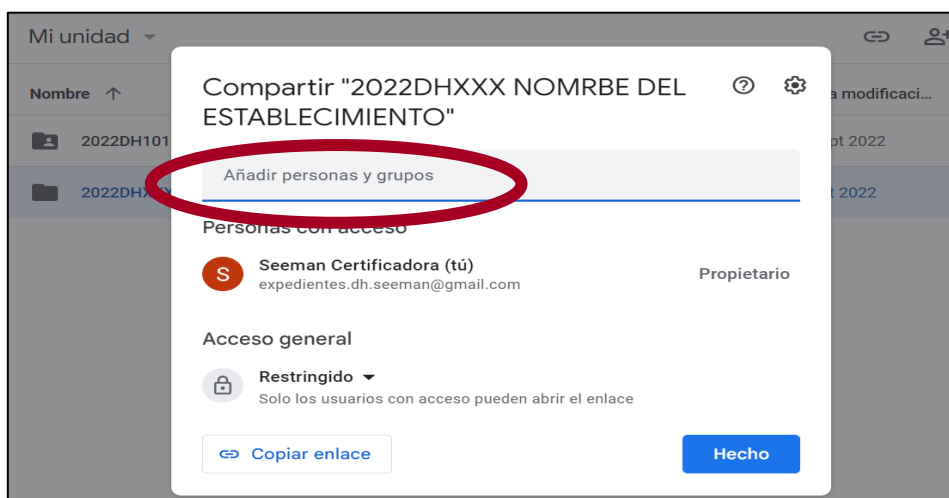 Mi unidad
Nombre
a modificaci...
Compartir "2022DHXXX NOMRBE DEL
ESTABLECIMIENTO"
2022DH101
pt 2022
Añadir personas y grupos
2022DHXXX
t 2022
Personas con acceso
S
Seeman Certificadora (tú)
expedientes.dh.seeman@gmail.com
Propietario
Acceso general
Restringido
Solo los usuarios con acceso pueden abrir el enlace
Copiar enlace
Hecho